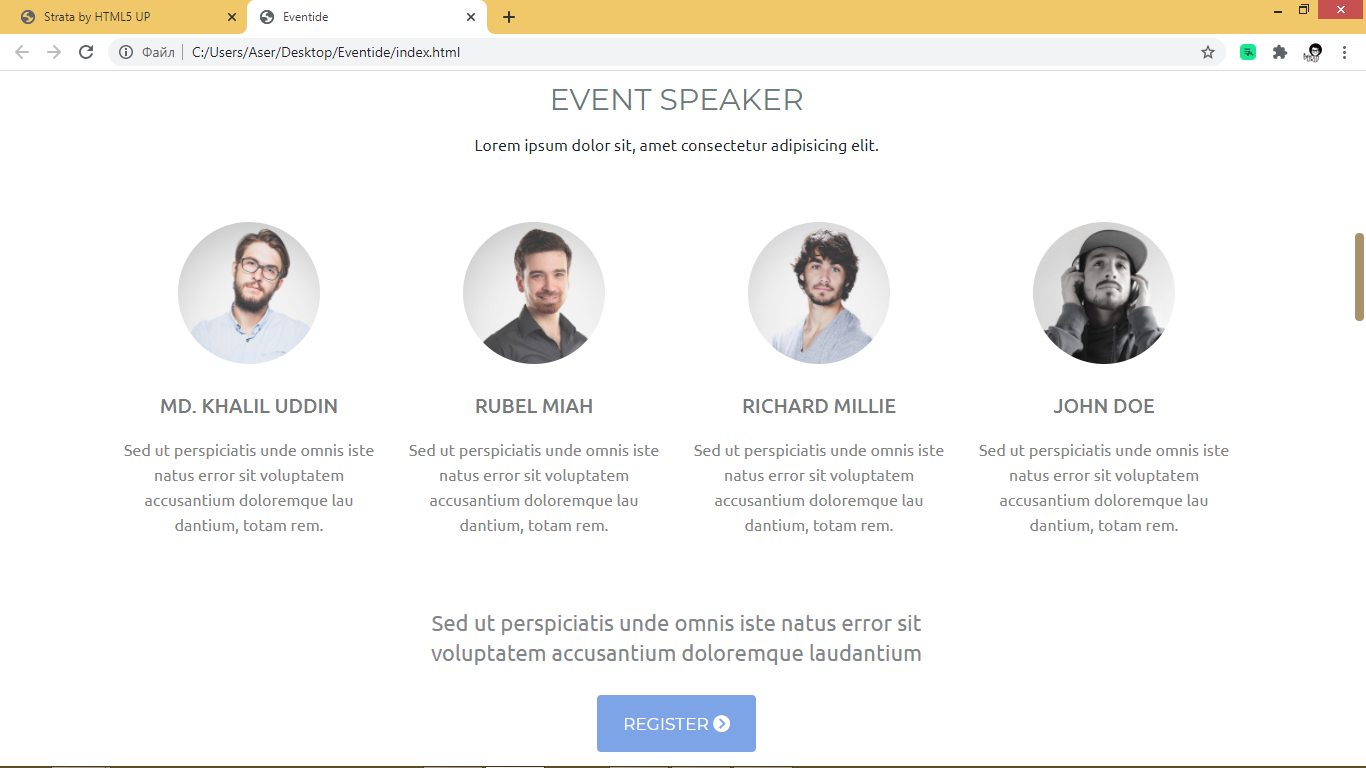 Strata by HTML5 UP
Eventide
Файл
C:/Users/Aser/Desktop/Eventide/index.html
EVENT SPEAKER
Lorem ipsum dolor sit, amet consectetur adipisicing elit.
MD. KHALIL UDDIN
Sed ut perspiciatis unde omnis iste
natus error sit voluptatem
accusantium doloremque lau
dantium, totam rem.
RUBEL MIAH
Sed ut perspiciatis unde omnis iste
natus error sit voluptatem
accusantium doloremque lau
dantium, totam rem.
RICHARD MILLIE
Sed ut perspiciatis unde omnis iste
natus error sit voluptatem
accusantium doloremque lau
dantium, totam rem.
JOHN DOE
Sed ut perspiciatis unde omnis iste
natus error sit voluptatem
accusantium doloremque lau
dantium, totam rem.
Sed ut perspiciatis unde omnis iste natus error sit
voluptatem accusantium doloremque laudantium
REGISTER